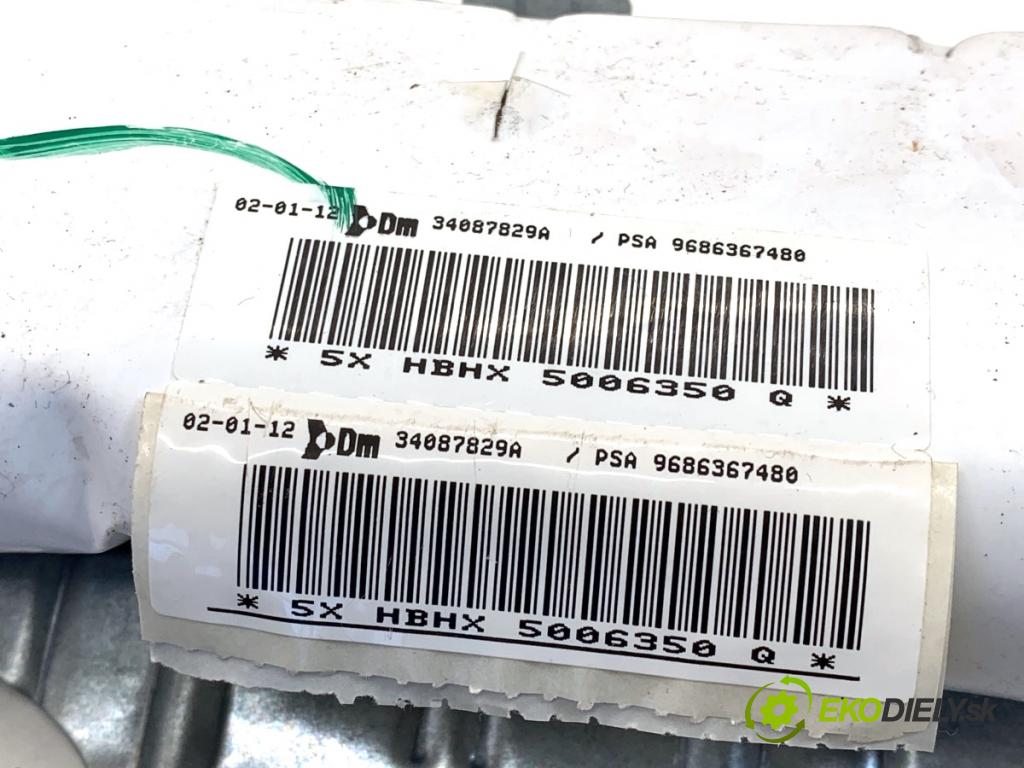 02-01-12 Dm 34087829A / PSA 9686367480
* 5X HBHX 5006350 Q *
02-01-12 Dm 34087829A / PSA 9686367480
* 5X HBHX 5006350 Q *
EKODIELY.sk